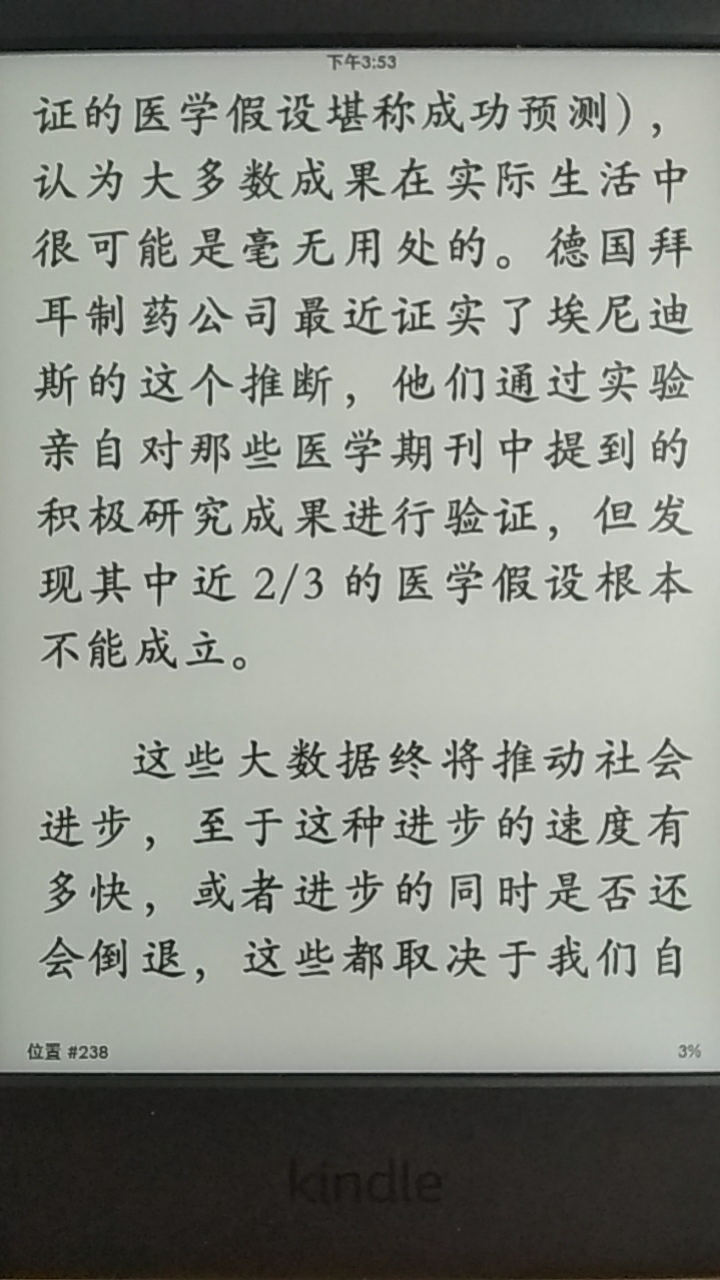 下午3:53
证的医学假设堪称成功预测），
认为大多数成果在实际生活中
很可能是毫无用处的。德国拜
耳制药公司最近证实了埃尼迪
斯的这个推断，他们通过实验
亲自对那些医学期刊中提到的
积极研究成果进行验证，但发
现其中近 2/3 的医学假设根本
不能成立。
这些大数据终将推动社会
进步，至于这种进步的速度有
多快，或者进步的同时是否还
会倒退，这些都取决于我们自
位置 #238
3%
kindle